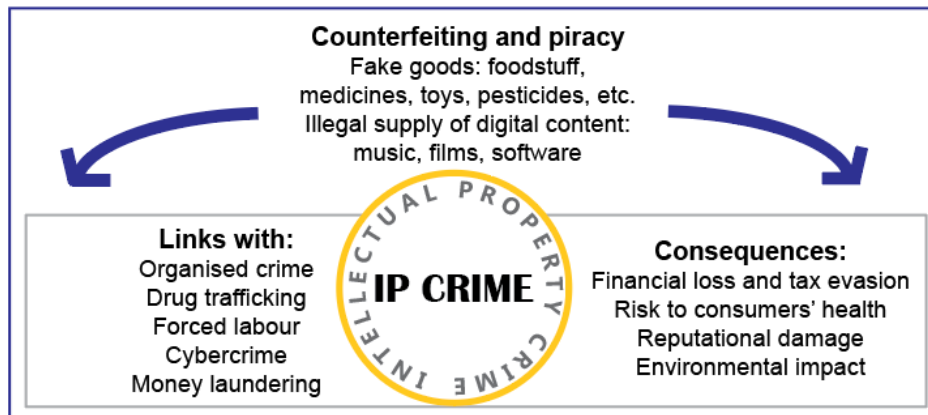 Counterfeiting and piracy
Fake goods: foodstuff,
medicines, toys, pesticides, etc.
Illegal supply of digital content:
music, films, software
Links with:
Organised crime
Drug trafficking
Forced labour
Cybercrime
Money laundering
INTELLECTUAL PROPERTY CRIME
IP CRIME
Consequences:
Financial loss and tax evasion
Risk to consumers’ health
Reputational damage
Environmental impact